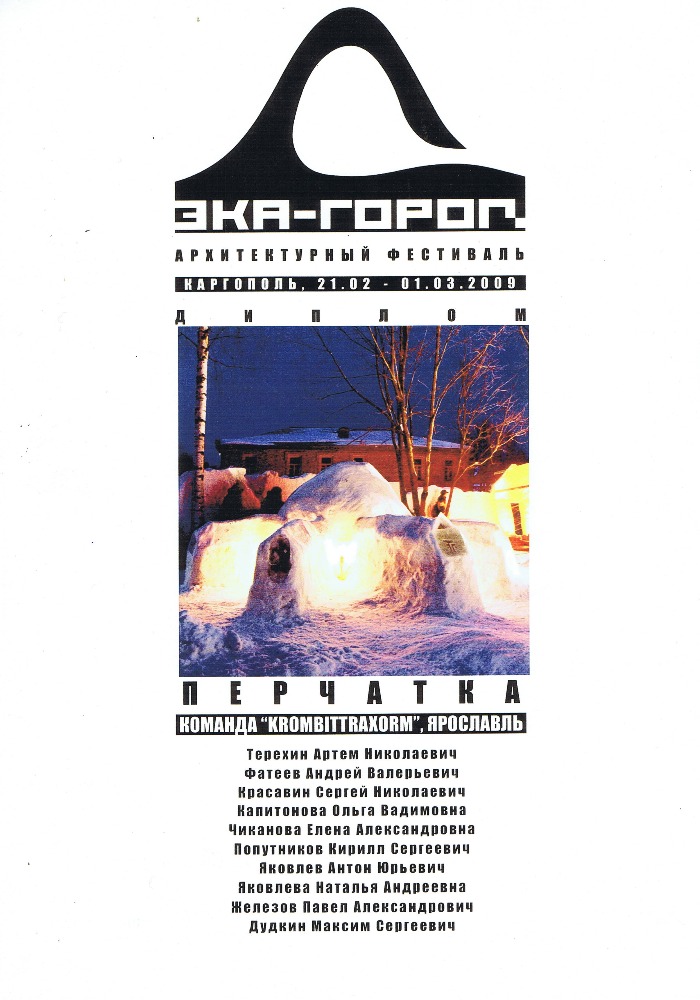 ЭКА-ГОРОД
АРХИТЕКТУРНЫЙ ФЕСТИВАЛЬ
КАРГОПОЛЬ, 21.02 - 01.03.2009
ДИПЛОМ
ПЕРЧАТКА
КОМАНДА "KROMBITTRAXORM", ЯРОСЛАВЛЬ
Терехин Артем Николаевич
Фатеев Андрей Валерьевич
Красавин Сергей Николаевич
Капитонова Ольга Вадимовна
Чиканова Елена Александровна
Попутников Кирилл Сергеевич
Яковлев Антон Юрьевич
Яковлева Наталья Андреевна
Железов Павел Александрович
Дудкин Максим Сергеевич